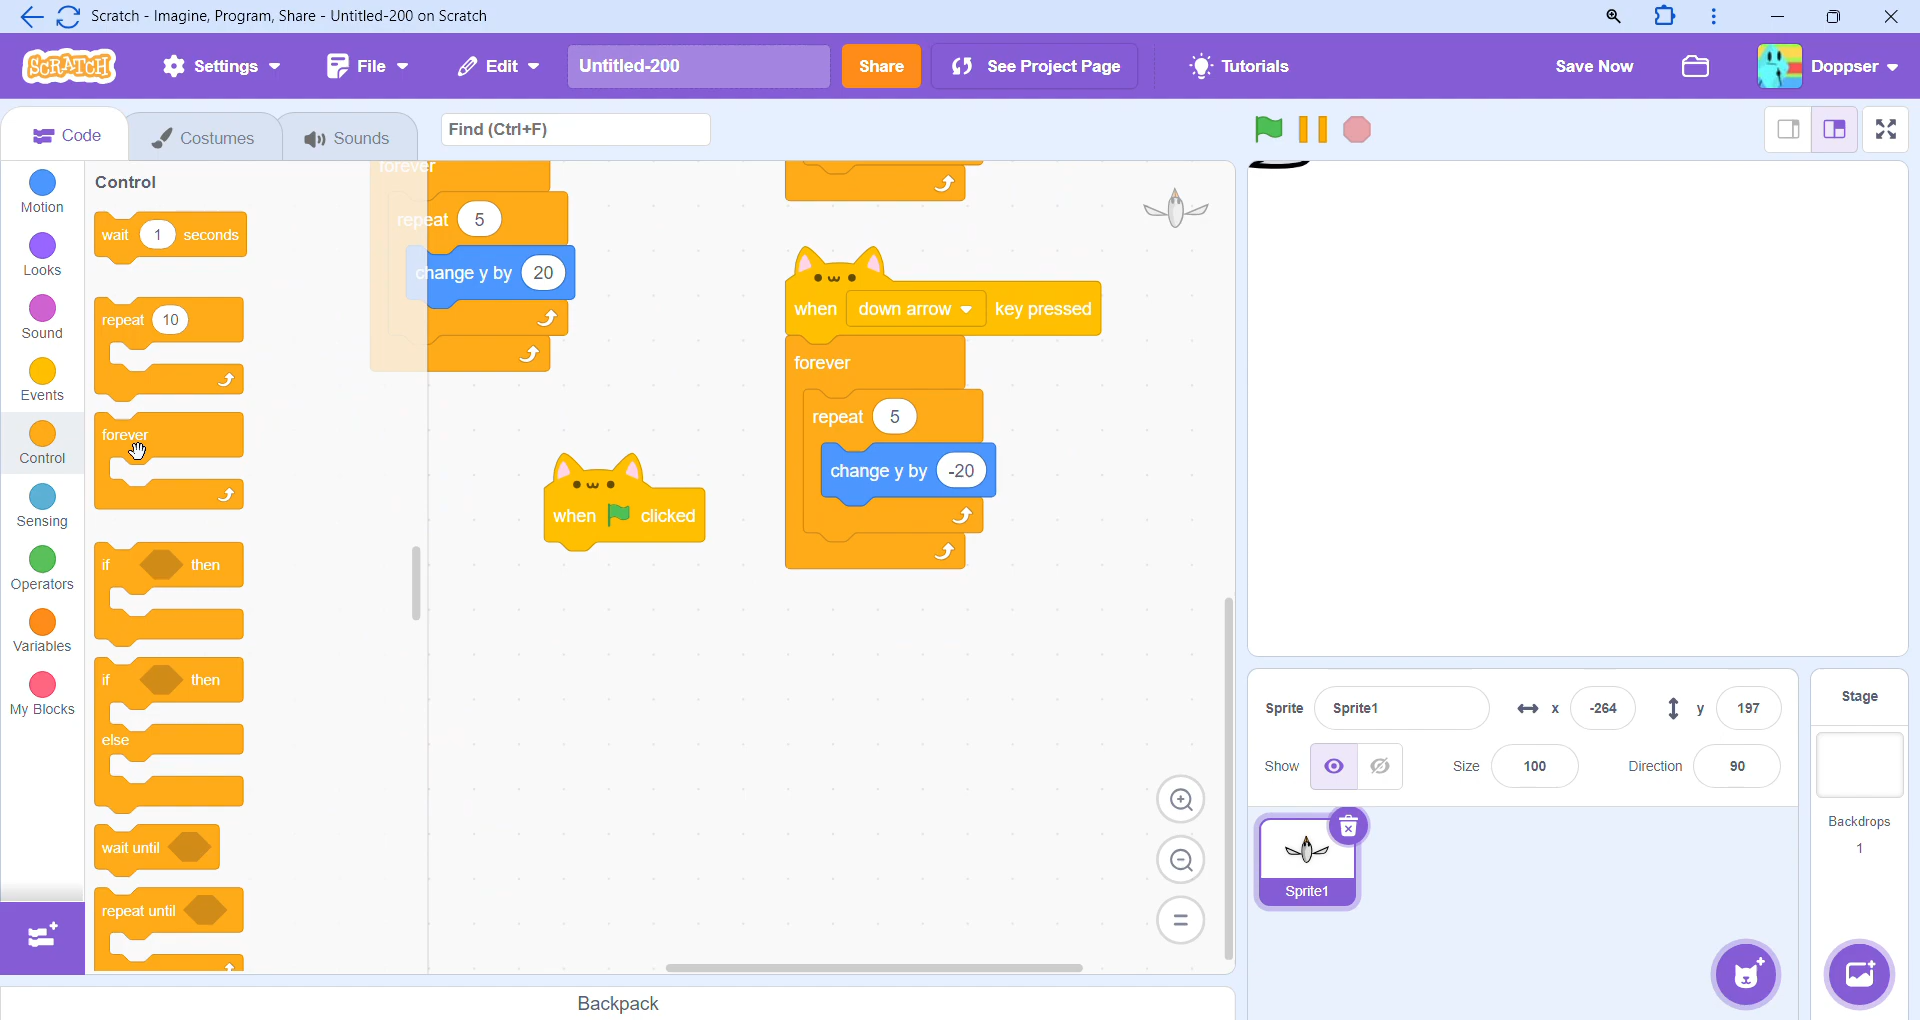 Scratch - Imagine, Program, Share - Untitled-200 on Scratch
SCRATCH
Settings
File
Edit
Untitled-200
Share
See Project Page
Tutorials
Save Now
Doppser
Code
Costumes
Sounds
Find (Ctrl+F)
Motion
Looks
Sound
Events
Control
Sensing
Operators
Variables
My Blocks
Control
wait 1 seconds
repeat 10
forever
if then
if then
else
wait until
repeat until
forever
repeat 5
change y by 20
when clicked
when down arrow key pressed
forever
repeat 5
change y by -20
Sprite Sprite1 x -264 y 197
Show Size 100 Direction 90
Sprite1
Stage
Backdrops
1
Backpack